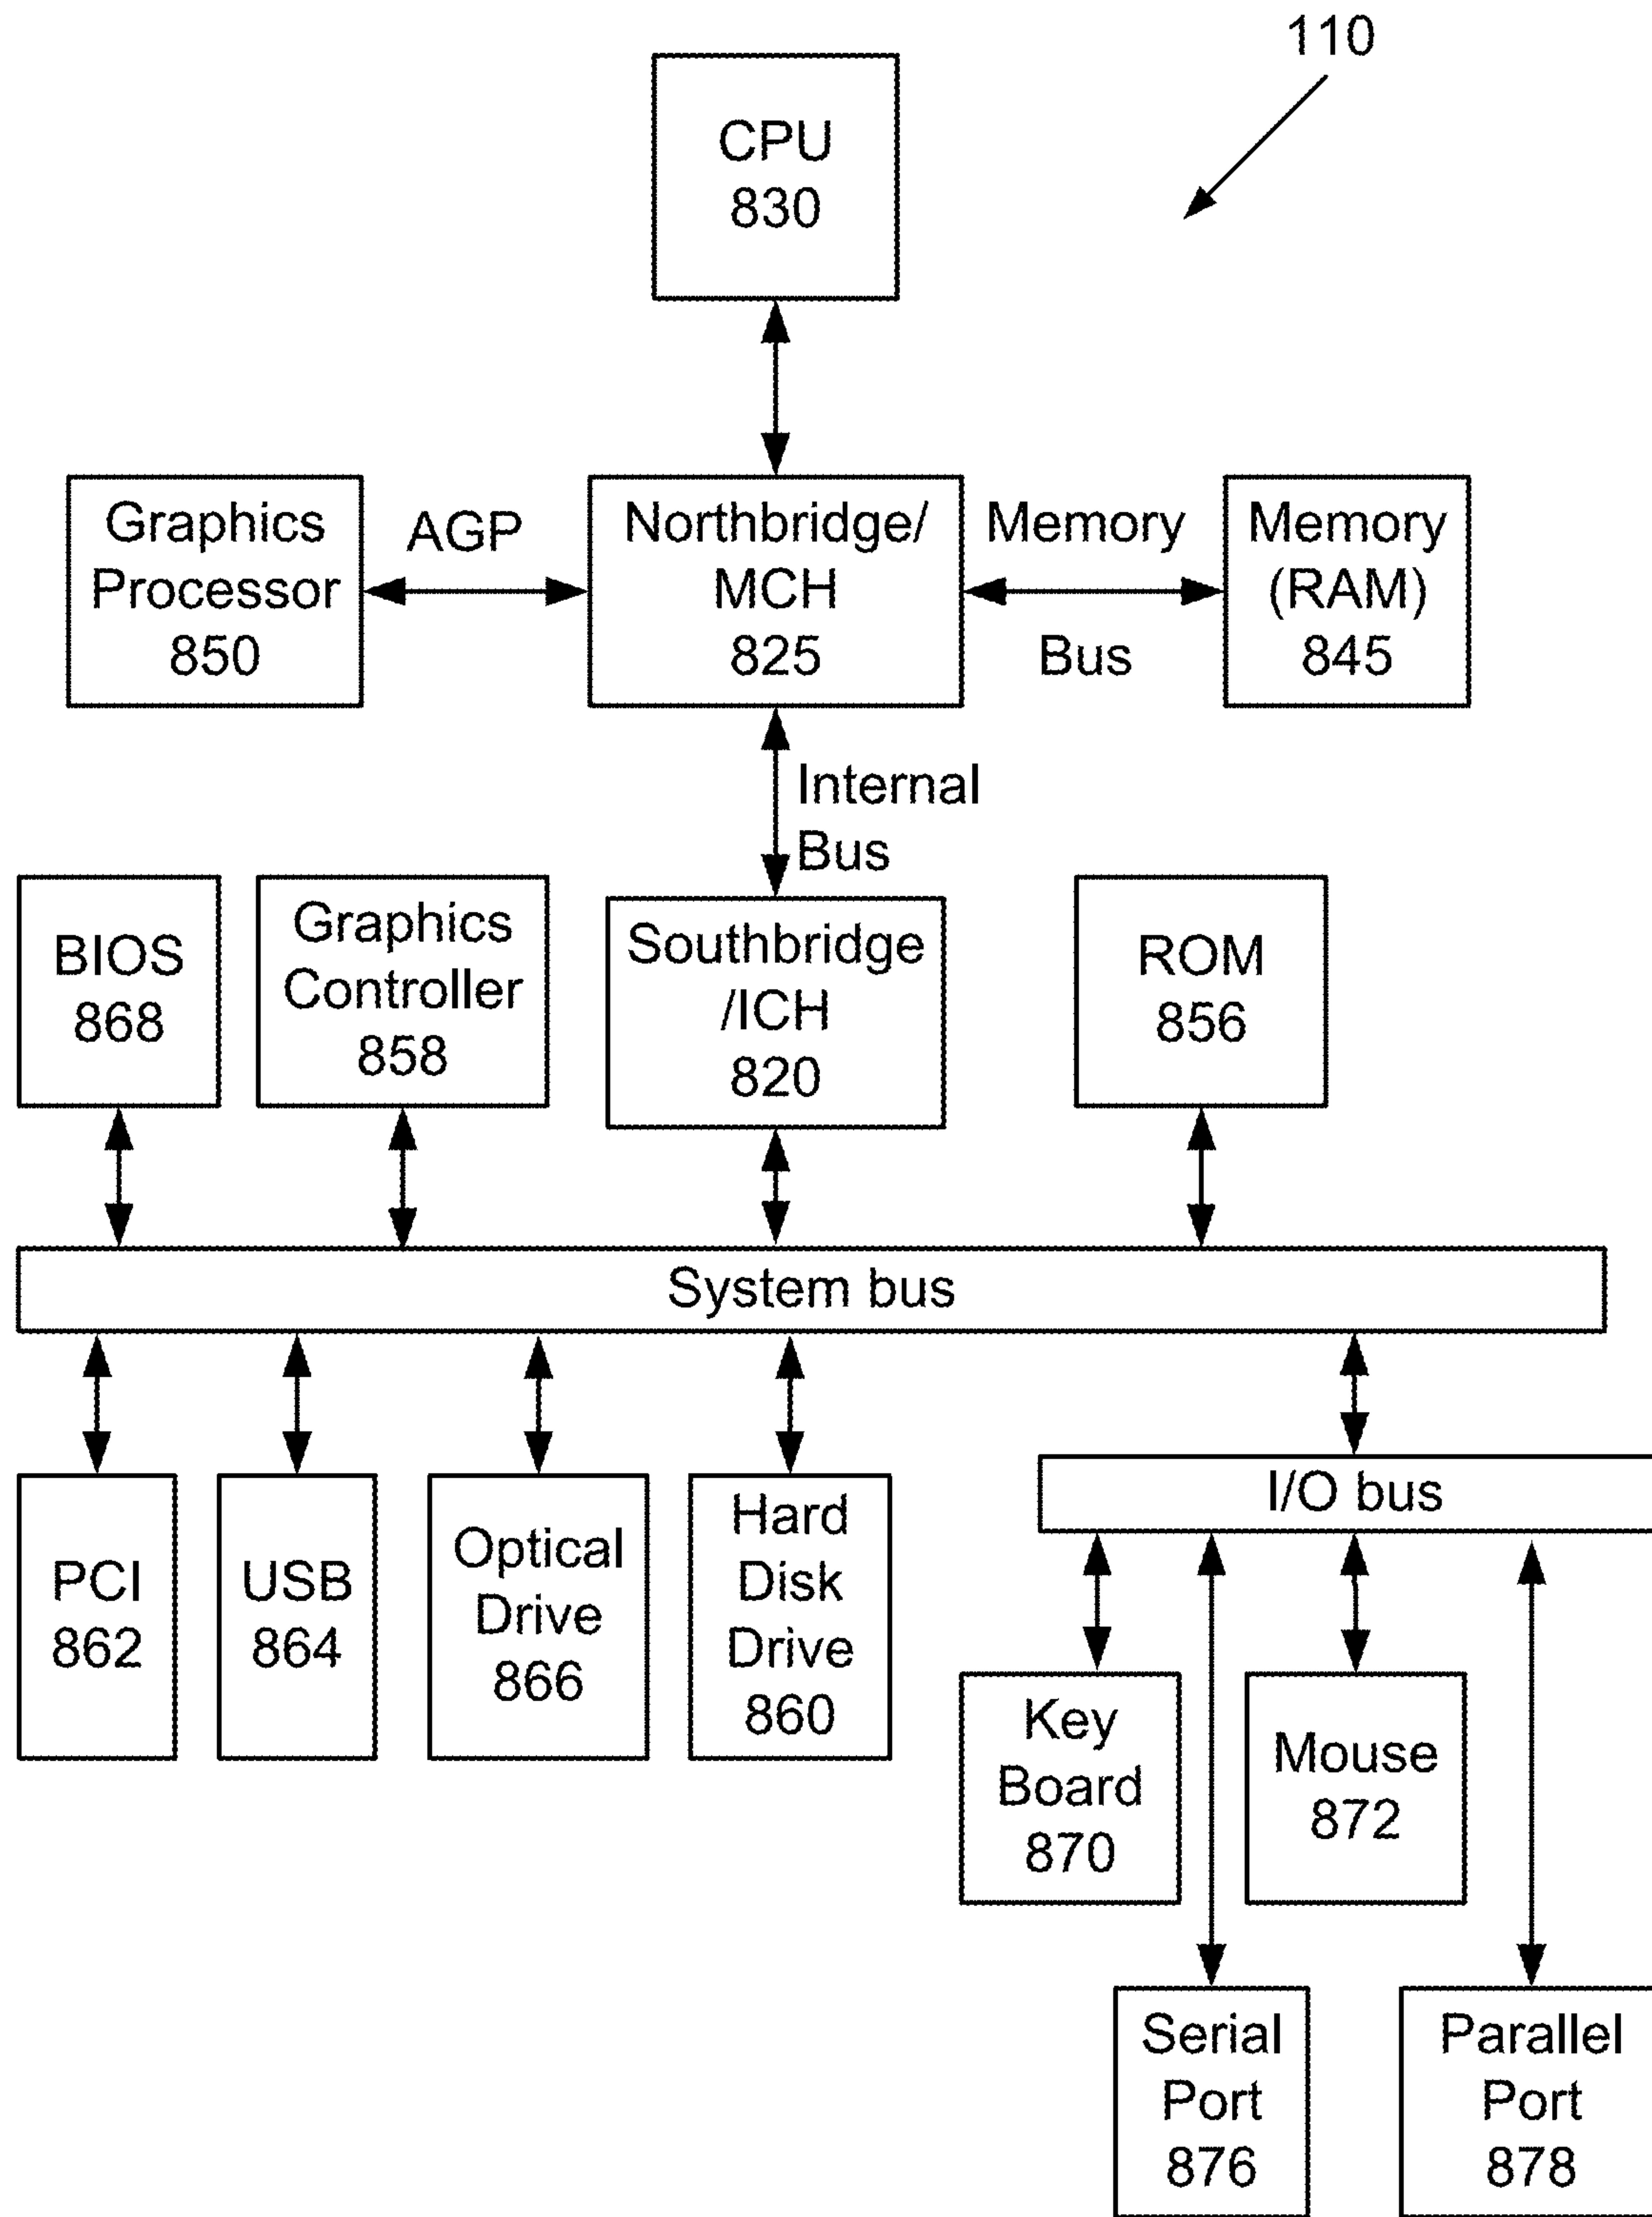 110
CPU
830
Graphics
Processor
850
AGP
Northbridge/
MCH
825
Memory
Bus
Memory
(RAM)
845
Internal
Bus
BIOS
868
Graphics
Controller
858
Southbridge
/ICH
820
ROM
856
System bus
PCI
862
USB
864
Optical
Drive
866
Hard
Disk
Drive
860
I/O bus
Key
Board
870
Mouse
872
Serial
Port
876
Parallel
Port
878